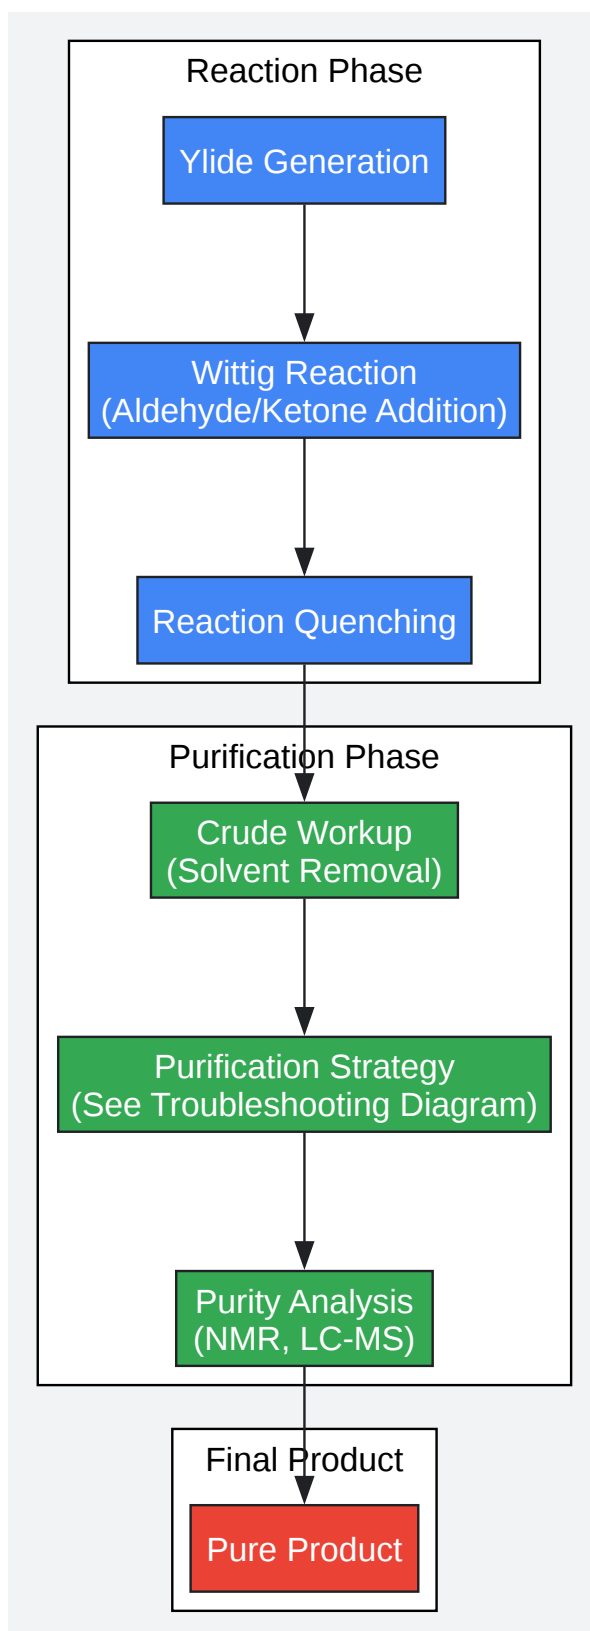 Reaction Phase
Ylide Generation
Wittig Reaction
(Aldehyde/Ketone Addition)
Reaction Quenching
Purification Phase
Crude Workup
(Solvent Removal)
Purification Strategy
(See Troubleshooting Diagram)
Purity Analysis
(NMR, LC-MS)
Final Product
Pure Product